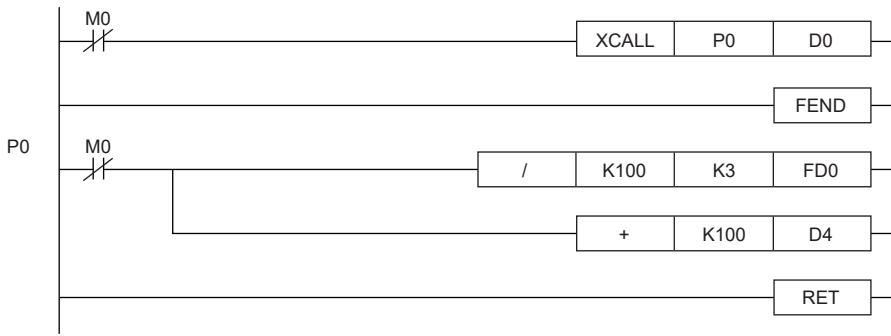 M0
XCALL P0 D0
FEND
P0 M0
/ K100 K3 FD0
+ K100 D4
RET